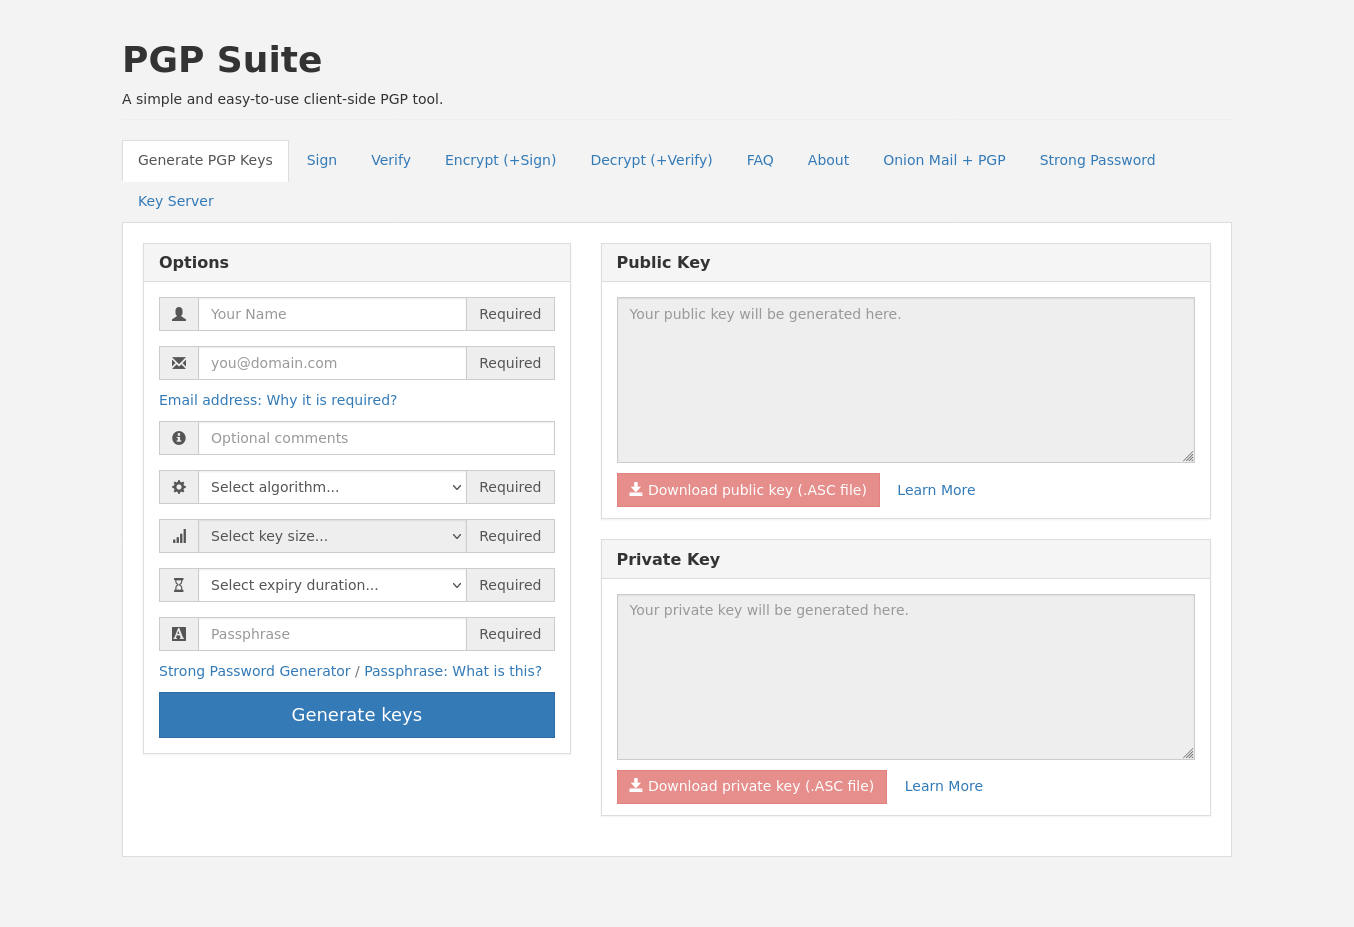 PGP Suite
A simple and easy-to-use client-side PGP tool.
Generate PGP Keys Sign Verify Encrypt (+Sign) Decrypt (+Verify) FAQ About Onion Mail + PGP Strong Password
Key Server
Options
Your Name Required
you@domain.com Required
Email address: Why it is required?
Optional comments
Select algorithm... Required
Select key size... Required
Select expiry duration... Required
Passphrase Required
Strong Password Generator / Passphrase: What is this?
Generate keys
Public Key
Your public key will be generated here.
Download public key (.ASC file) Learn More
Private Key
Your private key will be generated here.
Download private key (.ASC file) Learn More